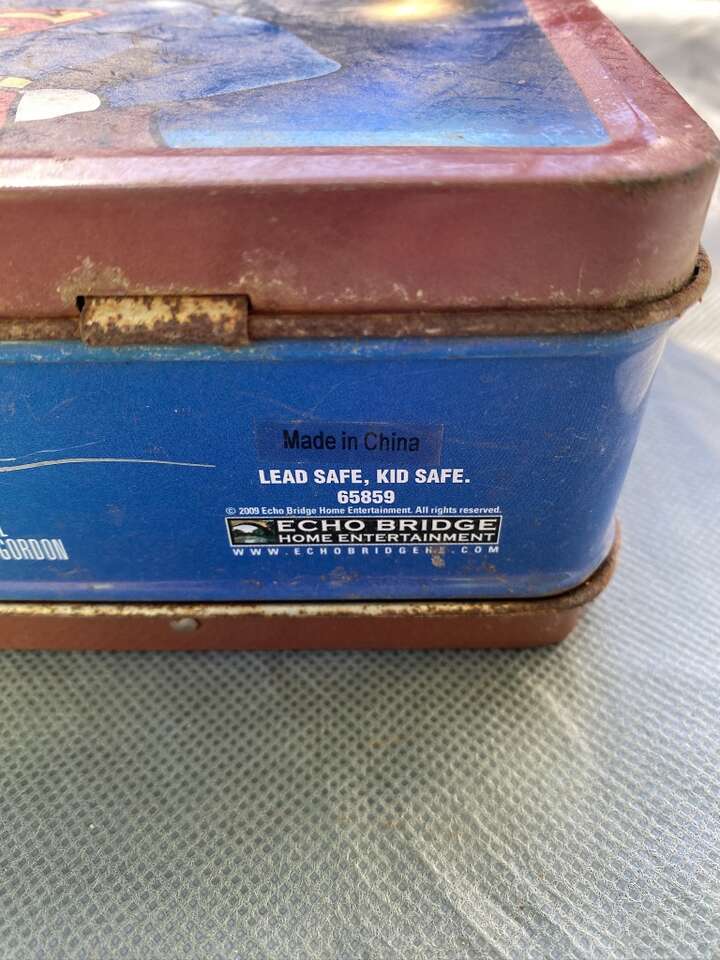 Made in China
LEAD SAFE, KID SAFE.
65859
© 2009 Echo Bridge Home Entertainment. All rights reserved.
ECHO BRIDGE
HOME ENTERTAINMENT
WWW.ECHOBRIDGEHE.COM
GORDON